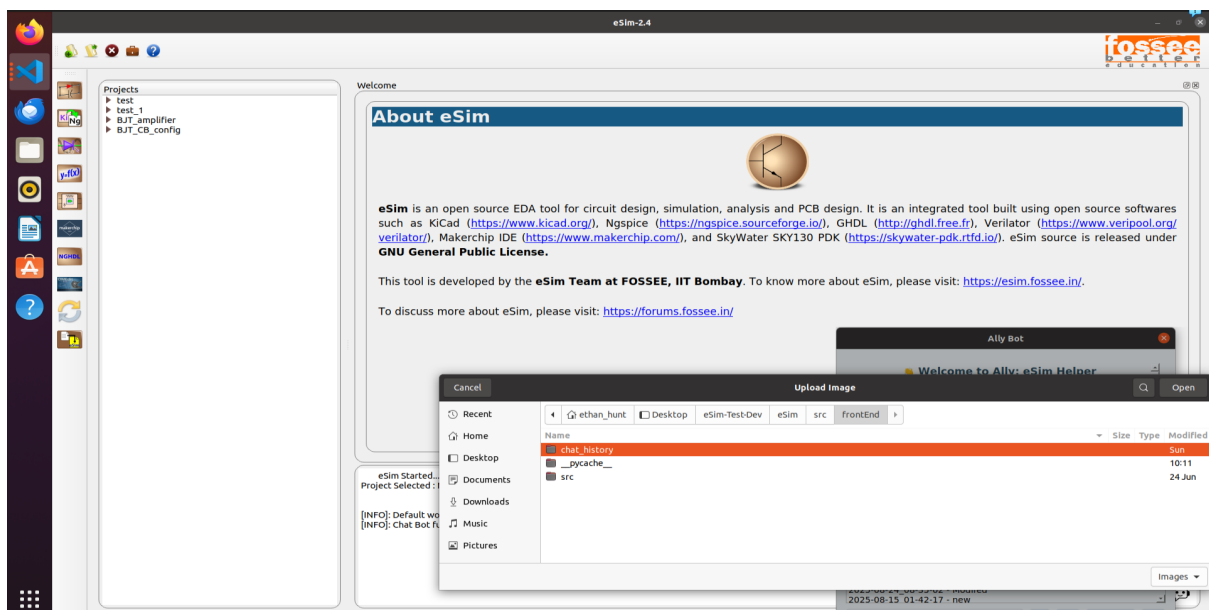 eSim-2.4
fossee
better
education
Projects
test
test_1
BJT_amplifier
BJT_CB_config
Welcome
About eSim
eSim is an open source EDA tool for circuit design, simulation, analysis and PCB design. It is an integrated tool built using open source softwares
such as KiCad (https://www.kicad.org/), Ngspice (https://ngspice.sourceforge.io/), GHDL (http://ghdl.free.fr), Verilator (https://www.veripool.org/
verilator/), Makerchip IDE (https://www.makerchip.com/), and SkyWater SKY130 PDK (https://skywater-pdk.rtfd.io/). eSim source is released under
GNU General Public License.
This tool is developed by the eSim Team at FOSSEE, IIT Bombay. To know more about eSim, please visit: https://esim.fossee.in/.
To discuss more about eSim, please visit: https://forums.fossee.in/
Ki Ng
y=f(x)
makerchip
NGHDL
Ally Bot
Welcome to Ally: eSim Helper
eSim Started...
Project Selected :
[INFO]: Default wo
[INFO]: Chat Bot fu
Cancel
Upload Image
Open
Recent
Home
Desktop
Documents
Downloads
Music
Pictures
ethan_hunt Desktop eSim-Test-Dev eSim src frontEnd
Name Size Type Modified
chat_history Sun
__pycache__ 10:11
src 24 Jun
Images
2025-08-15 01-42-17 - new